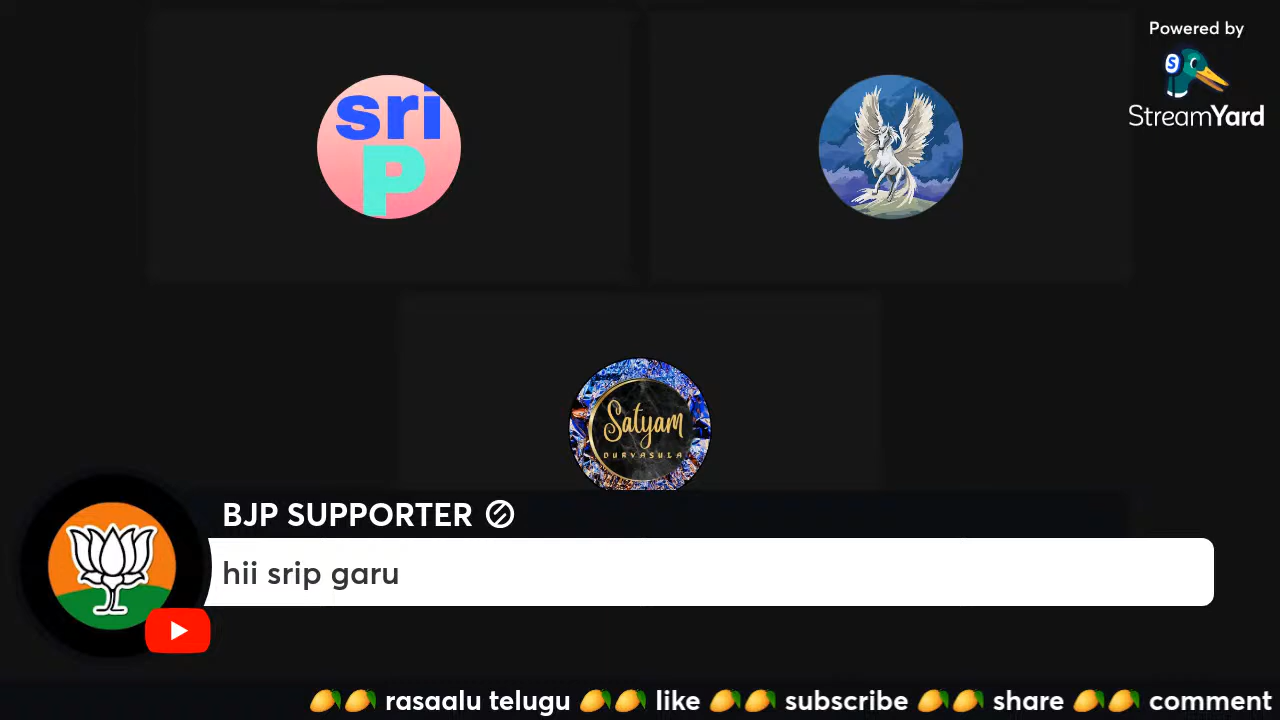 Powered by
S
StreamYard
sri
P
Satyam
DURVASULA
BJP SUPPORTER
hii srip garu
🥭🥭 rasaalu telugu 🥭🥭 like 🥭🥭 subscribe 🥭🥭 share 🥭🥭 comment